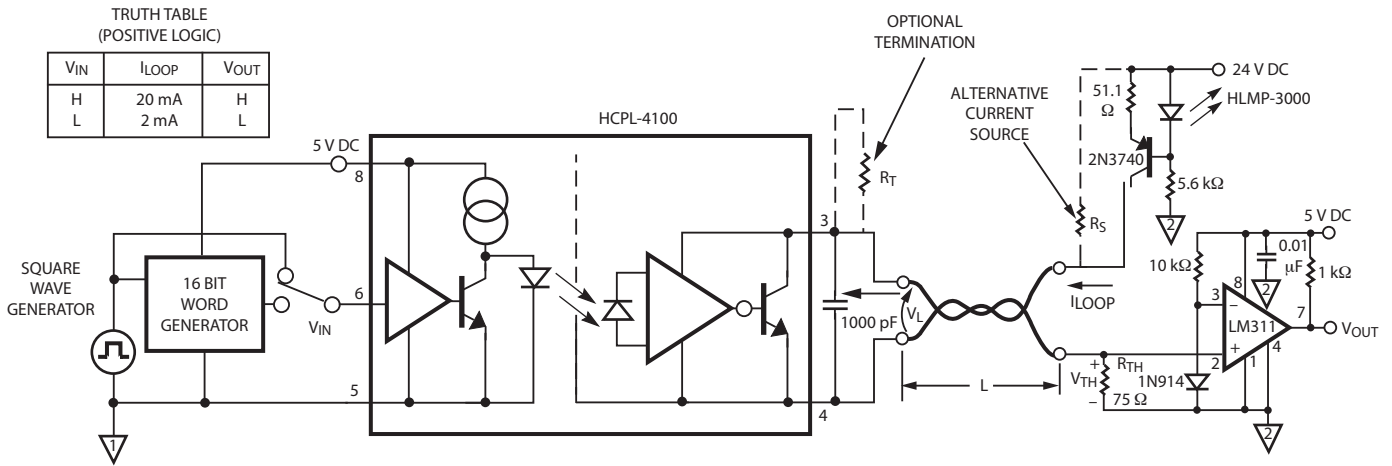 TRUTH TABLE
(POSITIVE LOGIC)
VIN ILOOP VOUT
H 20 mA H
L 2 mA L
OPTIONAL
TERMINATION
ALTERNATIVE
CURRENT
SOURCE
24 V DC
51.1
Ω
HLMP-3000
HCPL-4100
5 V DC
8
2N3740
RT
5.6 kΩ
2
RS
3
5 V DC
SQUARE
WAVE
GENERATOR
16 BIT
WORD
GENERATOR
6
VIN
10 kΩ
8
0.01
μF
1 kΩ
2
ILOOP
3
–
7
LM311
VOUT
1000 pF
VL
+
2
4
1
L
+
VTH
–
RTH
75 Ω
1N914
5
4
1
2